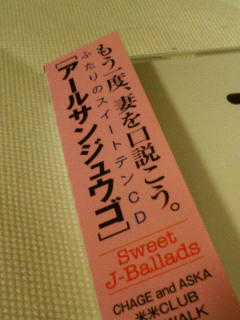 もう一度、妻を口説こう。
ふたりのスイートテンCD
［アールサンジュウゴ］
Sweet
J-Ballads
CHAGE and ASKA
米米CLUB
WALK